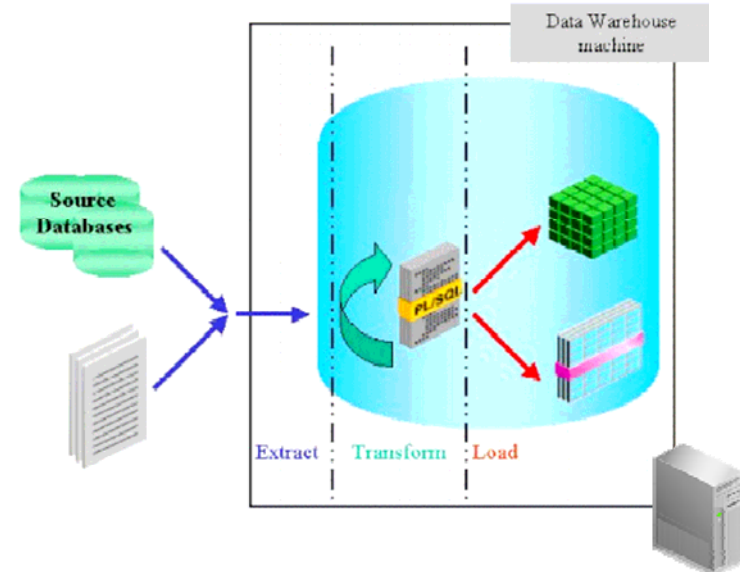 Data Warehouse
machine
Source
Databases
PL/SQL
Extract
Transform
Load